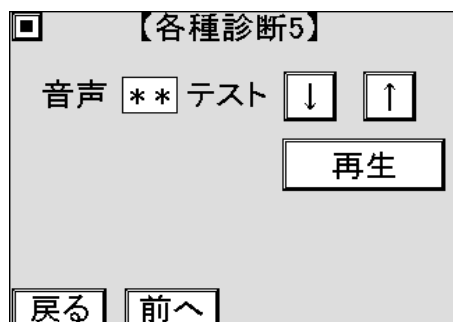 【各種診断5】
音声 ** テスト ↓ ↑
再生
戻る 前へ